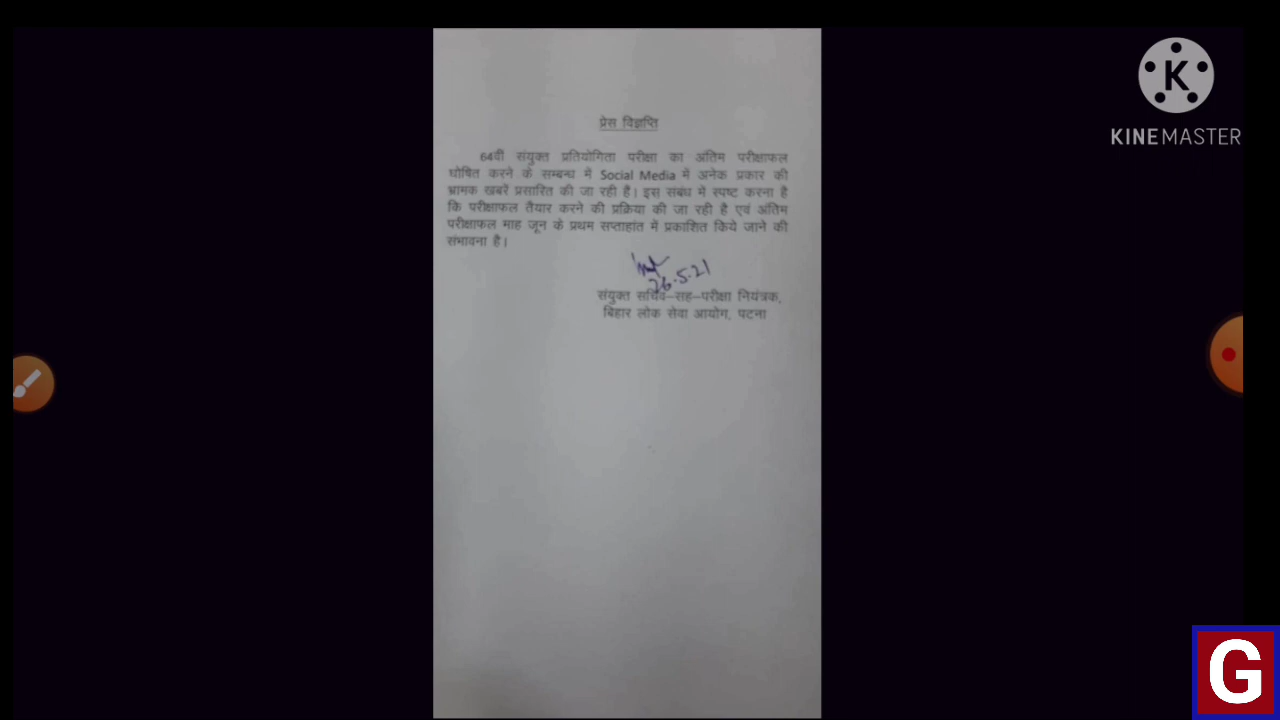 प्रेस विज्ञप्ति
64वीं संयुक्त प्रतियोगिता परीक्षा का अंतिम परीक्षाफल
घोषित करने के सम्बन्ध में Social Media में अनेक प्रकार की
भ्रामक खबरें प्रसारित की जा रही है। इस संबंध में स्पष्ट करना है
कि परीक्षाफल तैयार करने की प्रक्रिया की जा रही है एवं अंतिम
परीक्षाफल माह जून के प्रथम सप्ताहांत में प्रकाशित किये जाने की
संभावना है।
26.5.21
संयुक्त सचिव-सह-परीक्षा नियंत्रक,
बिहार लोक सेवा आयोग, पटना
K
KINEMASTER
G